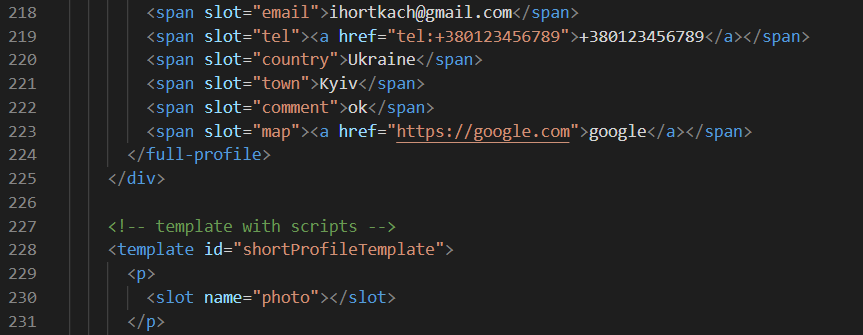 218 <span slot="email">ihortkach@gmail.com</span>
219 <span slot="tel"><a href="tel:+380123456789">+380123456789</a></span>
220 <span slot="country">Ukraine</span>
221 <span slot="town">Kyiv</span>
222 <span slot="comment">ok</span>
223 <span slot="map"><a href="https://google.com">google</a></span>
224 </full-profile>
225 </div>
226
227 <!-- template with scripts -->
228 <template id="shortProfileTemplate">
229 <p>
230 <slot name="photo"></slot>
231 </p>